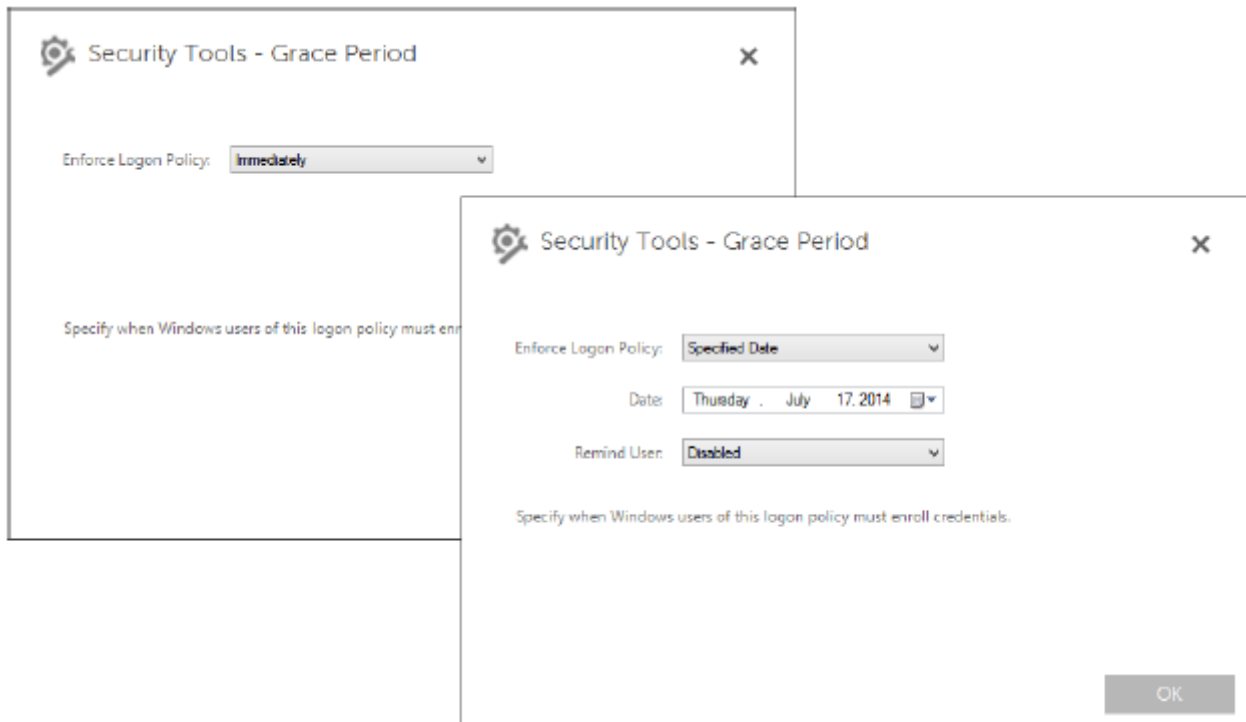 Security Tools - Grace Period
Enforce Logon Policy: Immediately
Specify when Windows users of this logon policy must enr
Security Tools - Grace Period
Enforce Logon Policy: Specified Date
Date: Thursday , July 17, 2014
Remind User: Disabled
Specify when Windows users of this logon policy must enroll credentials.
OK